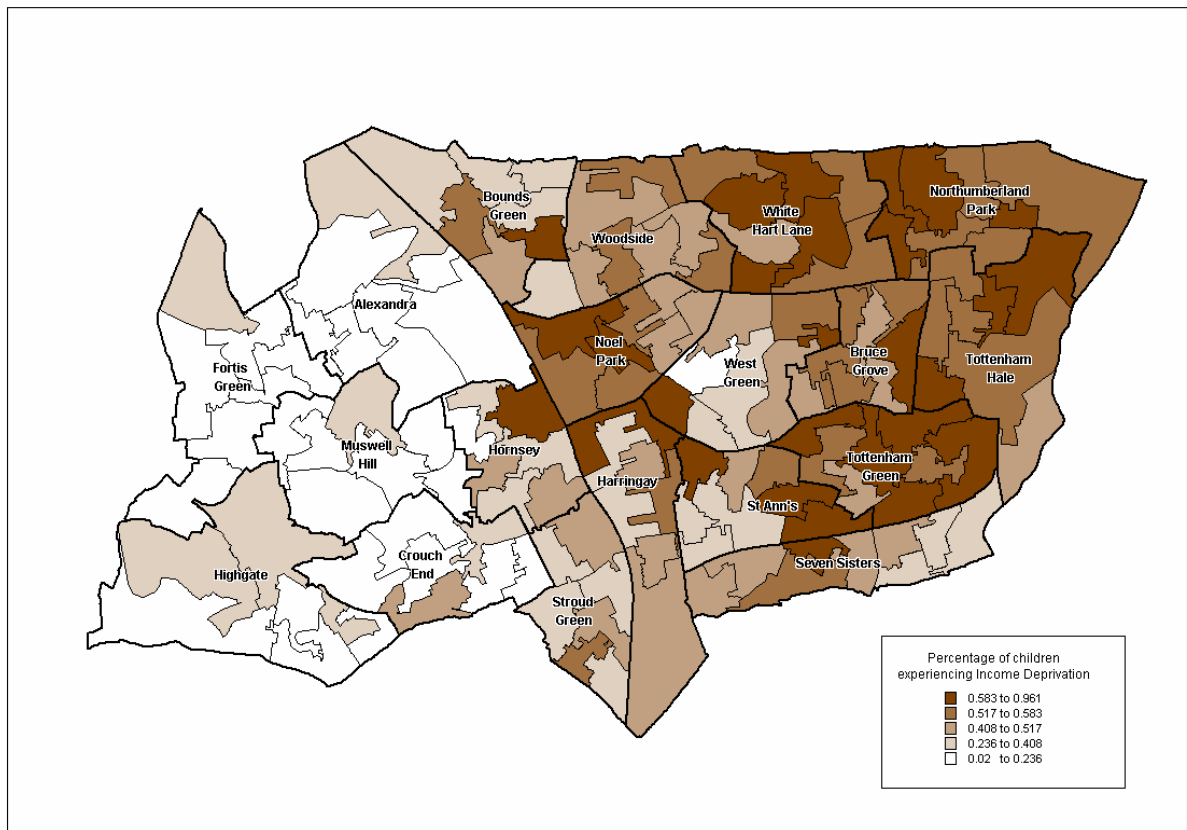 Bounds
Green
Woodside
White
Hart Lane
Northumberland
Park
Alexandra
Noel
Park
West
Green
Bruce
Grove
Tottenham
Hale
Fortis
Green
Muswell
Hill
Hornsey
Harringay
Tottenham
Green
St Ann's
Highgate
Crouch
End
Seven Sisters
Stroud
Green
Percentage of children
experiencing Income Deprivation
0.583 to 0.961
0.517 to 0.583
0.408 to 0.517
0.236 to 0.408
0.02 to 0.236